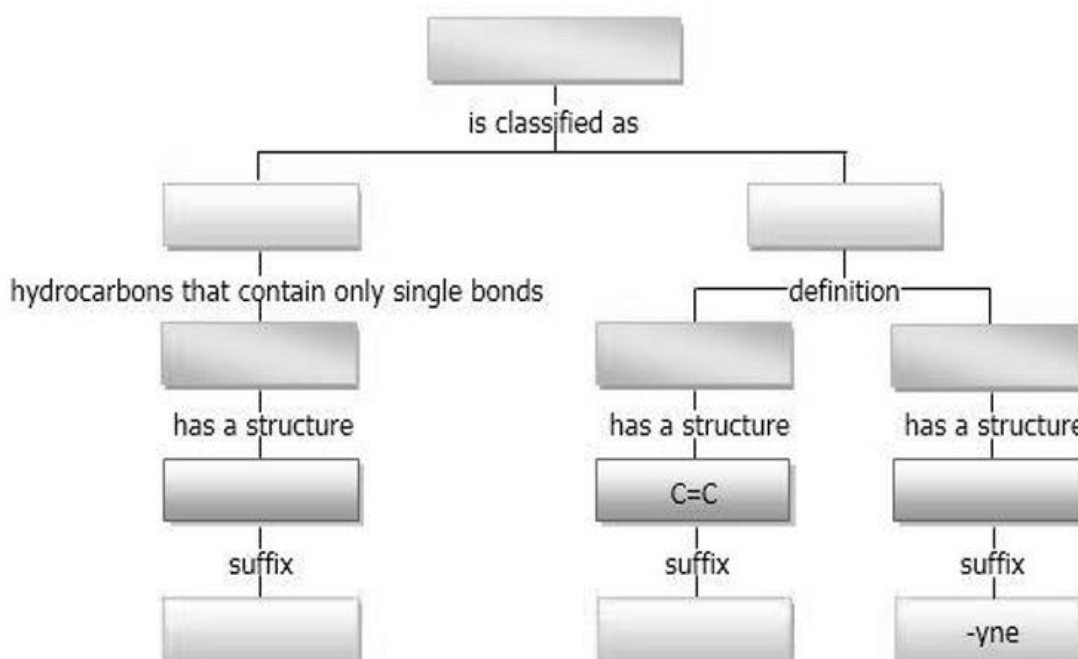 is classified as
hydrocarbons that contain only single bonds
definition
has a structure
has a structure
has a structure
C=C
suffix
suffix
suffix
-yne